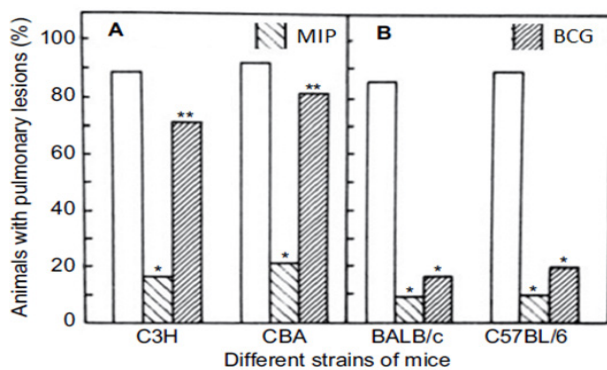 Animals with pulmonary lesions (%)
100
80
60
40
20
0
A
MIP
B
BCG
**
**
*
*
*
*
*
*
C3H
CBA
BALB/c
C57BL/6
Different strains of mice